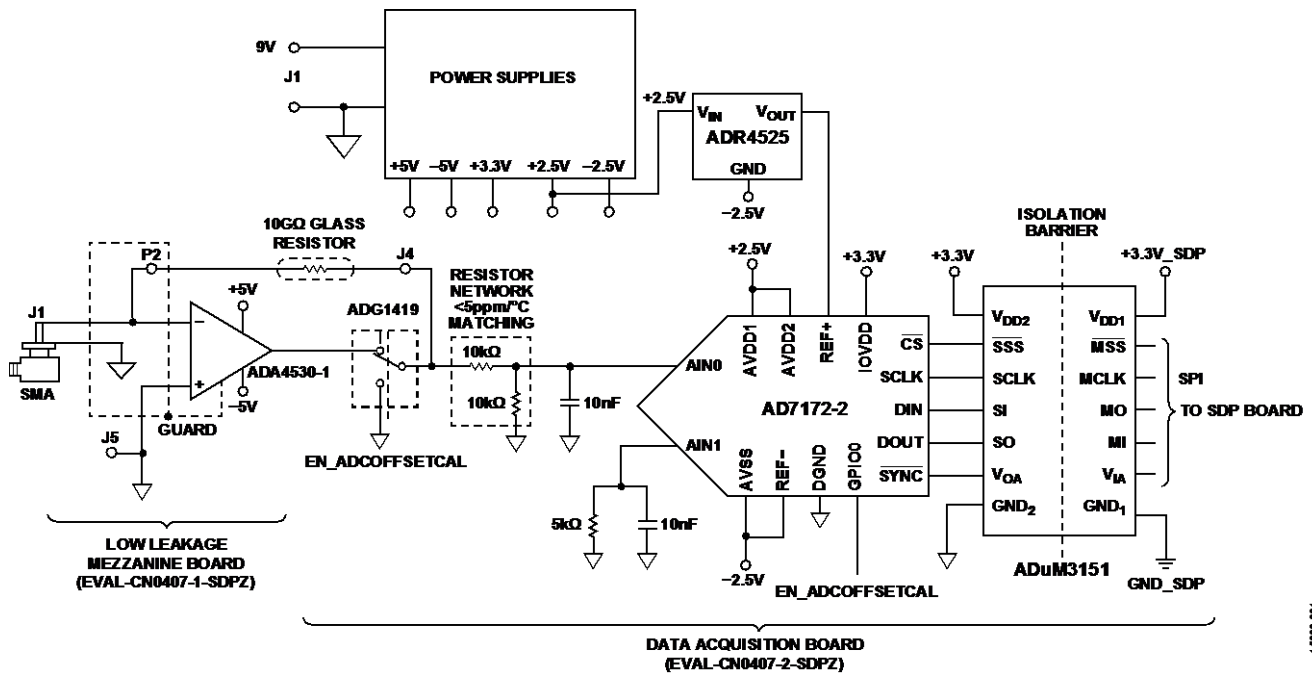 9V
J1
POWER SUPPLIES
+5V
–5V
+3.3V
+2.5V
–2.5V
+2.5V
VIN
VOUT
ADR4525
GND
–2.5V
10GΩ GLASS
RESISTOR
P2
J4
+5V
J1
SMA
–
+
ADA4530-1
–5V
GUARD
J5
ADG1419
EN_ADCOFFSETCAL
RESISTOR
NETWORK
<5ppm/°C
MATCHING
10kΩ
10kΩ
10nF
5kΩ
10nF
+2.5V
+3.3V
AIN0
AIN1
AVDD1
AVDD2
REF+
IOVDD
AD7172-2
AVSS
REF–
DGND
GPIO0
–2.5V
EN_ADCOFFSETCAL
CS
SCLK
DIN
DOUT
SYNC
ISOLATION
BARRIER
+3.3V
+3.3V_SDP
VDD2
VDD1
SSS
MSS
SCLK
MCLK
SI
MO
SO
MI
VOA
VIA
GND2
GND1
ADuM3151
SPI
TO SDP BOARD
GND_SDP
LOW LEAKAGE
MEZZANINE BOARD
(EVAL-CN0407-1-SDPZ)
DATA ACQUISITION BOARD
(EVAL-CN0407-2-SDPZ)